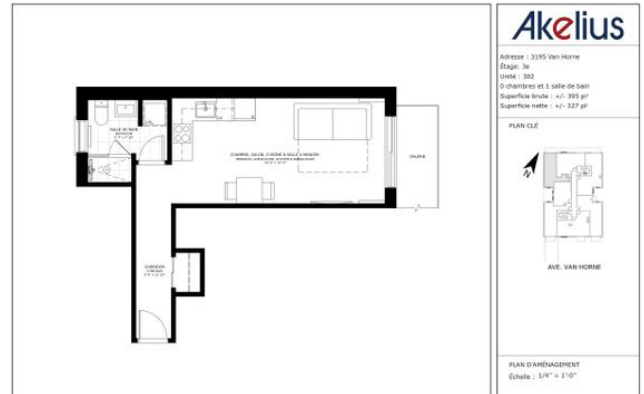 Akelius
Adresse : 3195 Van Horne
Étage: 3e
Unité : 302
0 chambres et 1 salle de bain
Superficie brute : +/- 395 pi²
Superficie nette : +/- 327 pi²
PLAN CLÉ
N
AVE. VAN HORNE
SALLE DE BAIN
CHAMBRE, SALON, CUISINE & SALLE À MANGER
GALERIE
CORRIDOR
PLAN D'AMÉNAGEMENT
Échelle : 1/4" = 1'-0"